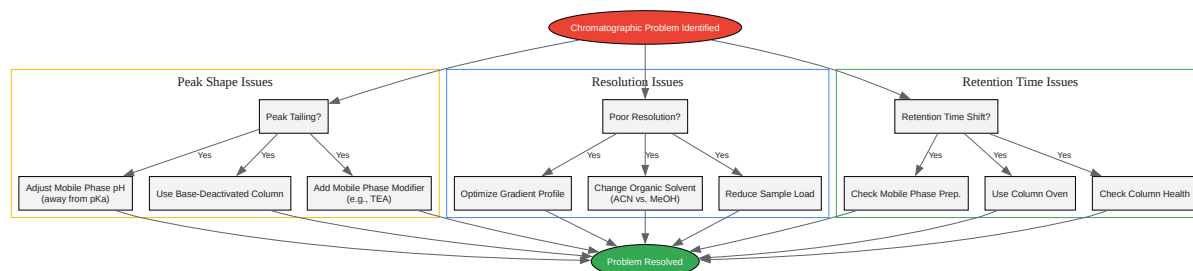 Chromatographic Problem Identified
Peak Shape Issues
Resolution Issues
Retention Time Issues
Peak Tailing?
Poor Resolution?
Retention Time Shift?
Yes
Yes
Yes
Yes
Yes
Yes
Yes
Yes
Yes
Adjust Mobile Phase pH
(away from pKa)
Use Base-Deactivated Column
Add Mobile Phase Modifier
(e.g., TEA)
Optimize Gradient Profile
Change Organic Solvent
(ACN vs. MeOH)
Reduce Sample Load
Check Mobile Phase Prep.
Use Column Oven
Check Column Health
Problem Resolved